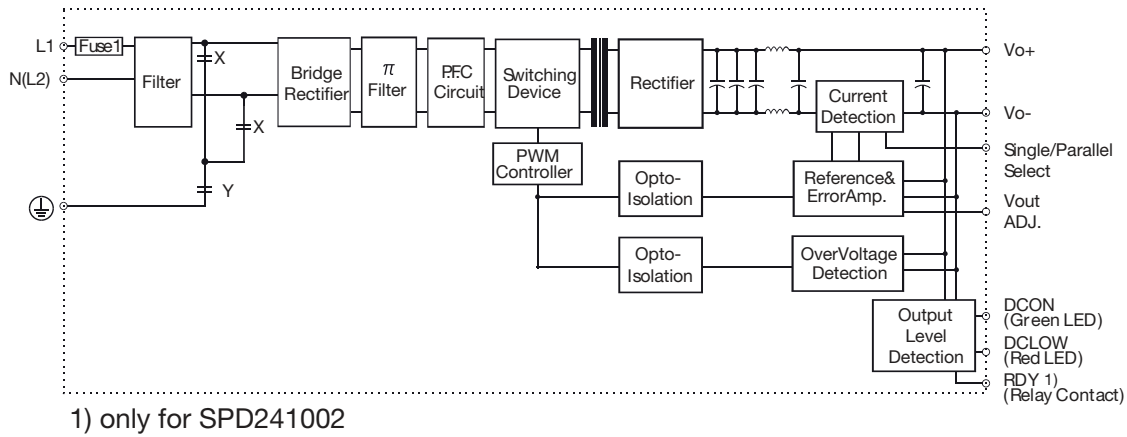 L1
Fuse1
N(L2)
Filter
X
X
Y
Bridge
Rectifier
π
Filter
P.F.C
Circuit
Switching
Device
PWM
Controller
Rectifier
Opto-
Isolation
Opto-
Isolation
Current
Detection
Reference&
ErrorAmp.
OverVoltage
Detection
Output
Level
Detection
Vo+
Vo-
Single/Parallel
Select
Vout
ADJ.
DCON
(Green LED)
DCLOW
(Red LED)
RDY 1)
(Relay Contact)
1) only for SPD241002